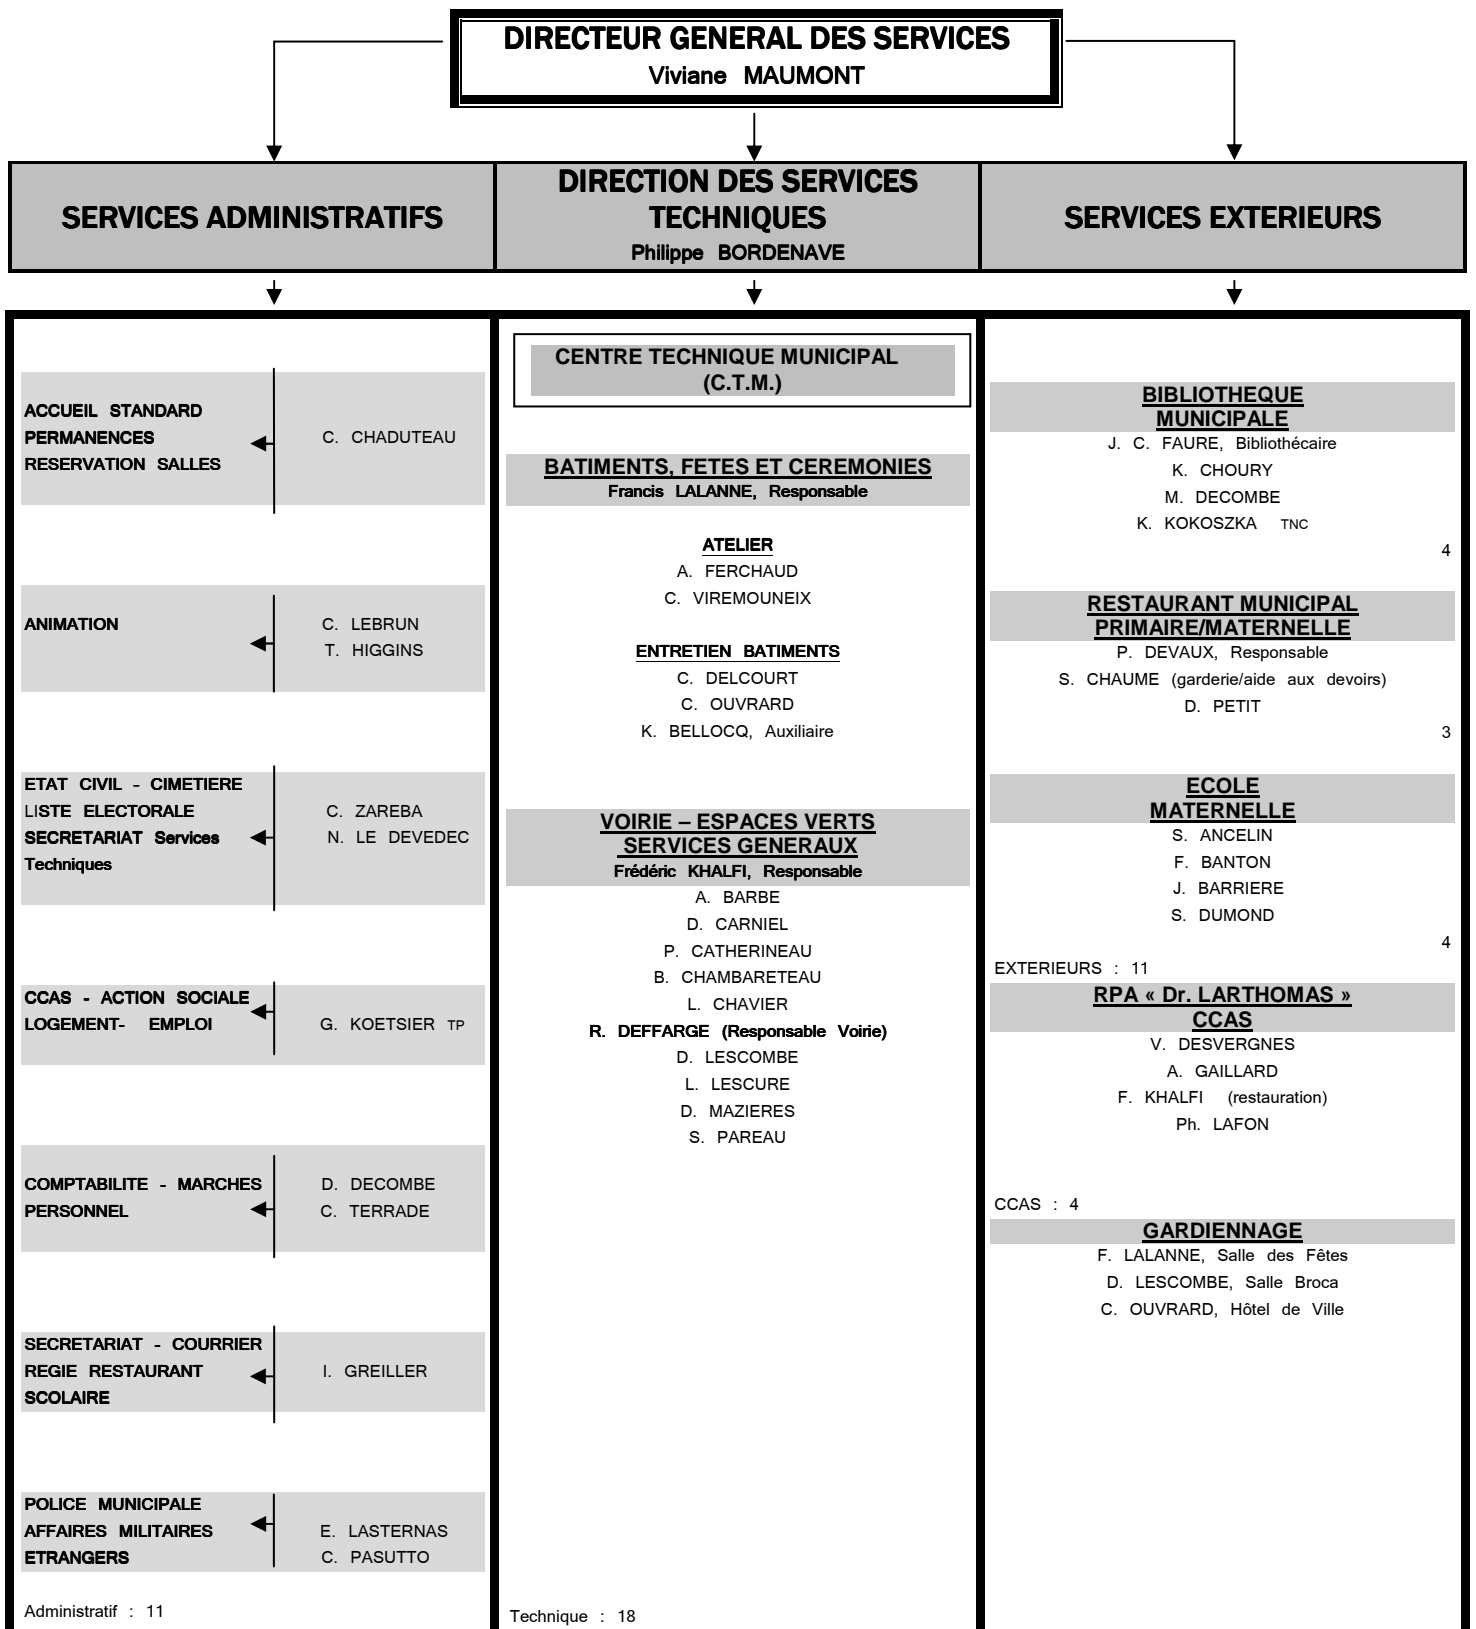 DIRECTEUR GENERAL DES SERVICES
Viviane MAUMONT
SERVICES ADMINISTRATIFS
DIRECTION DES SERVICES
TECHNIQUES
Philippe BORDENAVE
SERVICES EXTERIEURS
ACCUEIL STANDARD
PERMANENCES
RESERVATION SALLES
C. CHADUTEAU
ANIMATION
C. LEBRUN
T. HIGGINS
ETAT CIVIL - CIMETIERE
LISTE ELECTORALE
SECRETARIAT Services
Techniques
C. ZAREBA
N. LE DEVEDEC
CCAS - ACTION SOCIALE
LOGEMENT- EMPLOI
G. KOETSIER TP
COMPTABILITE - MARCHES
PERSONNEL
D. DECOMBE
C. TERRADE
SECRETARIAT - COURRIER
REGIE RESTAURANT
SCOLAIRE
I. GREILLER
POLICE MUNICIPALE
AFFAIRES MILITAIRES
ETRANGERS
E. LASTERNAS
C. PASUTTO
Administratif : 11
CENTRE TECHNIQUE MUNICIPAL
(C.T.M.)
BATIMENTS, FETES ET CEREMONIES
Francis LALANNE, Responsable
ATELIER
A. FERCHAUD
C. VIREMOUNEIX
ENTRETIEN BATIMENTS
C. DELCOURT
C. OUVRARD
K. BELLOCQ, Auxiliaire
VOIRIE – ESPACES VERTS
SERVICES GENERAUX
Frédéric KHALFI, Responsable
A. BARBE
D. CARNIEL
P. CATHERINEAU
B. CHAMBARETEAU
L. CHAVIER
R. DEFFARGE (Responsable Voirie)
D. LESCOMBE
L. LESCURE
D. MAZIERES
S. PAREAU
Technique : 18
BIBLIOTHEQUE
MUNICIPALE
J. C. FAURE, Bibliothécaire
K. CHOURY
M. DECOMBE
K. KOKOSZKA TNC
4
RESTAURANT MUNICIPAL
PRIMAIRE/MATERNELLE
P. DEVAUX, Responsable
S. CHAUME (garderie/aide aux devoirs)
D. PETIT
3
ECOLE
MATERNELLE
S. ANCELIN
F. BANTON
J. BARRIERE
S. DUMOND
4
EXTERIEURS : 11
RPA « Dr. LARTHOMAS »
CCAS
V. DESVERGNES
A. GAILLARD
F. KHALFI (restauration)
Ph. LAFON
CCAS : 4
GARDIENNAGE
F. LALANNE, Salle des Fêtes
D. LESCOMBE, Salle Broca
C. OUVRARD, Hôtel de Ville